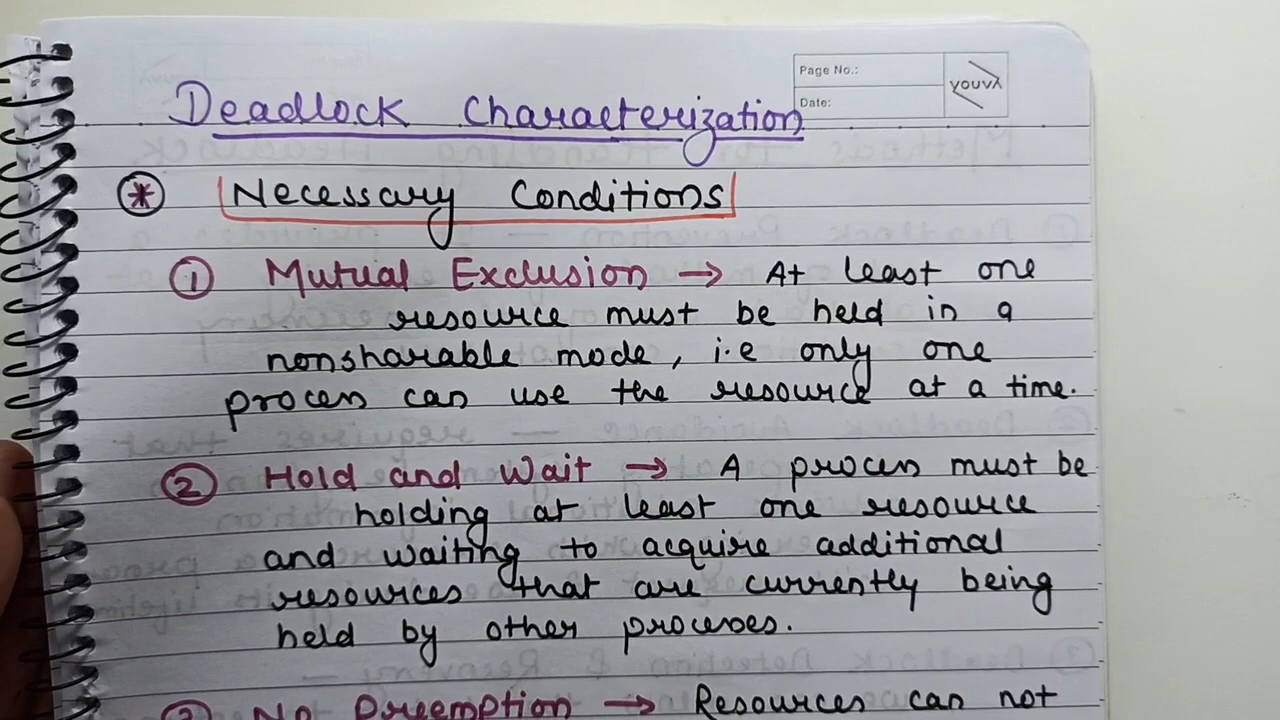 Page No.:
Date:
YOUVA
Deadlock Characterization
* Necessary Conditions
1 Mutual Exclusion → At least one
resource must be held in a
nonsharable mode, i.e only one
process can use the resource at a time.
2 Hold and Wait → A process must be
holding at least one resource
and waiting to acquire additional
resources that are currently being
held by other processes.
3 No Preemption → Resources can not